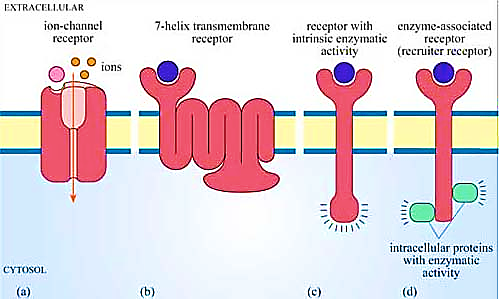 EXTRACELLULAR
ion-channel
receptor
ions
7-helix transmembrane
receptor
receptor with
intrinsic enzymatic
activity
enzyme-associated
receptor
(recruiter receptor)
intracellular proteins
with enzymatic
activity
CYTOSOL
(a)
(b)
(c)
(d)